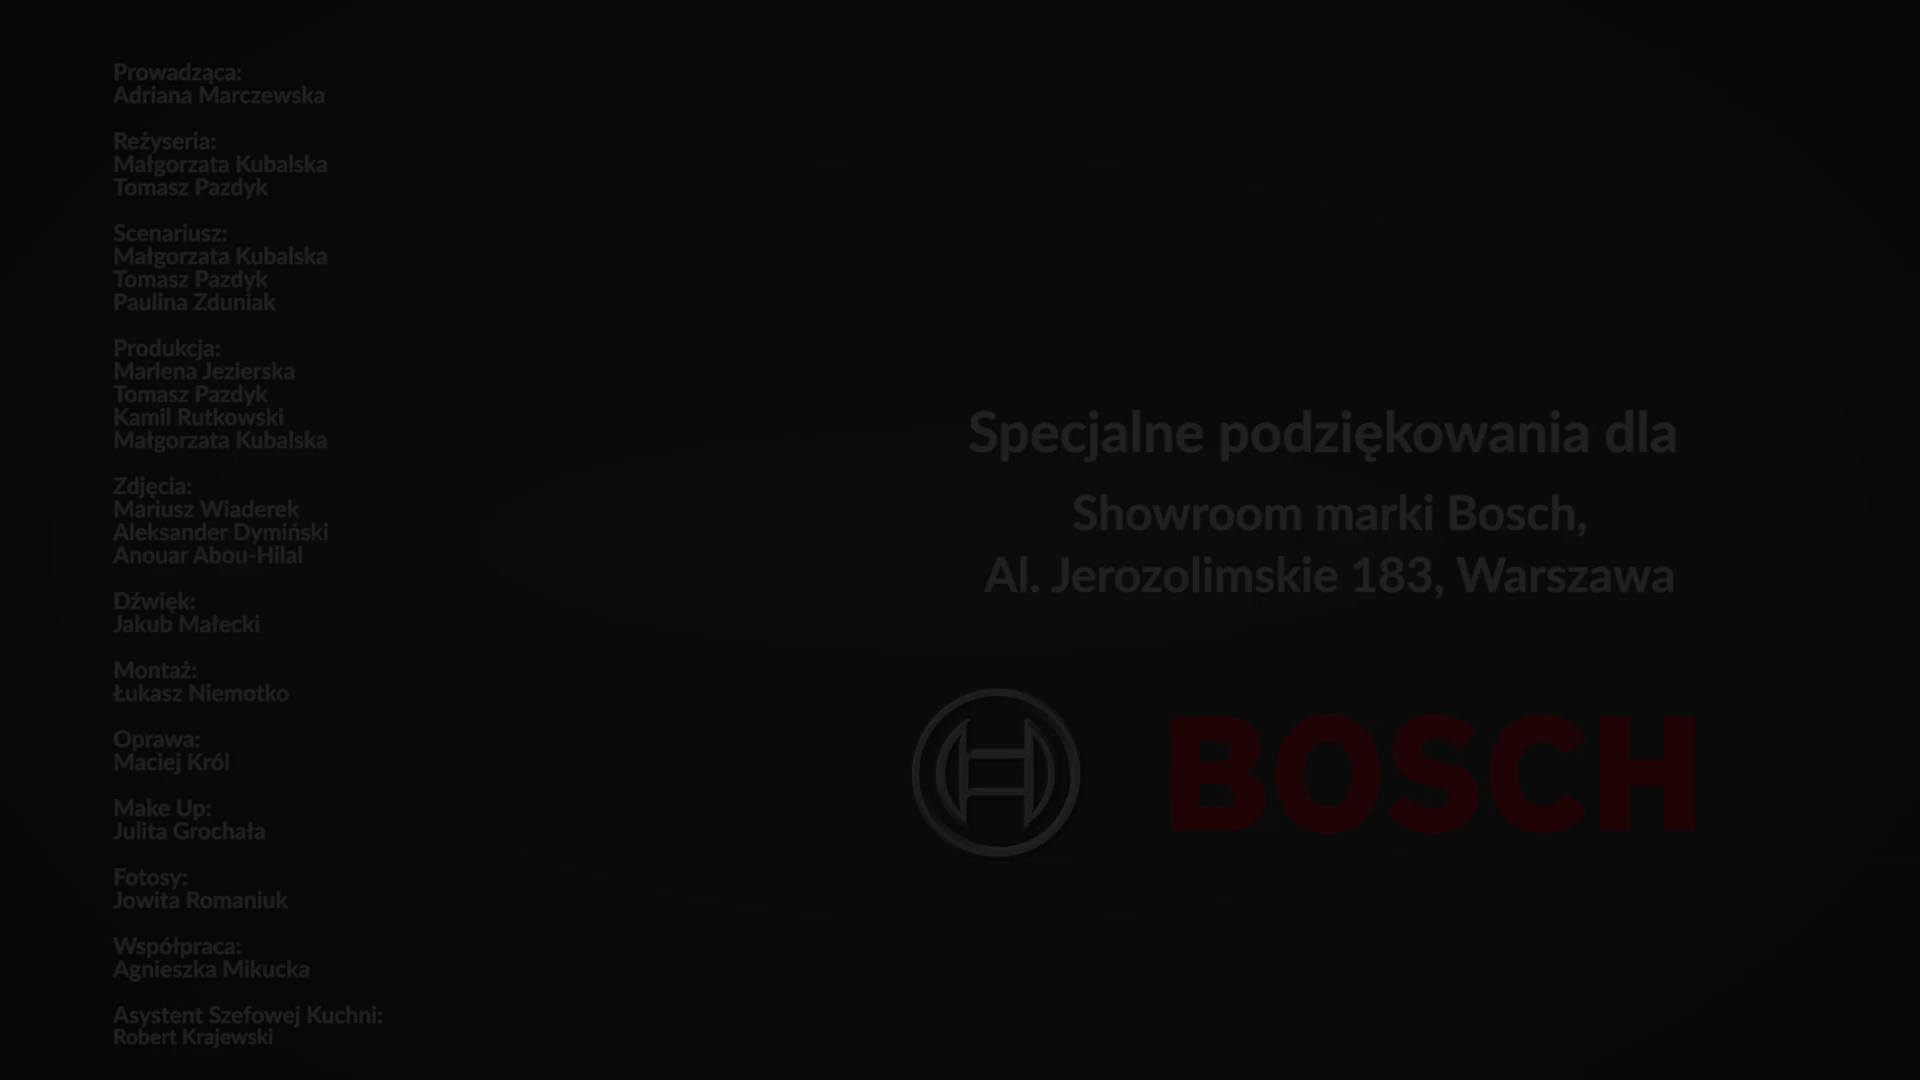 Prowadząca:
Adriana Marczewska
Reżyseria:
Małgorzata Kubalska
Tomasz Pazdyk
Scenariusz:
Małgorzata Kubalska
Tomasz Pazdyk
Paulina Zduniak
Produkcja:
Marlena Jezierska
Tomasz Pazdyk
Kamil Rutkowski
Małgorzata Kubalska
Zdjęcia:
Mariusz Wiaderek
Aleksander Dymiński
Anouar Abou-Hilal
Dźwięk:
Jakub Małecki
Montaż:
Łukasz Niemotko
Oprawa:
Maciej Król
Make Up:
Julita Grochała
Fotosy:
Jowita Romaniuk
Współpraca:
Agnieszka Mikucka
Asystent Szefowej Kuchni:
Robert Krajewski
Specjalne podziękowania dla
Showroom marki Bosch,
Al. Jerozolimskie 183, Warszawa
BOSCH